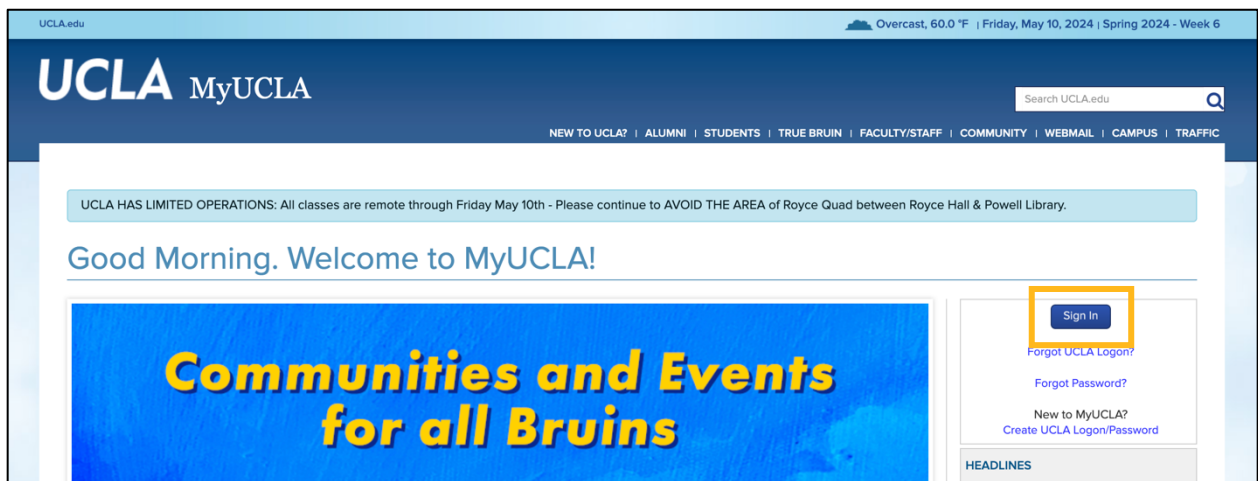 UCLA.edu
Overcast, 60.0 °F | Friday, May 10, 2024 | Spring 2024 - Week 6
UCLA MyUCLA
Search UCLA.edu
NEW TO UCLA? | ALUMNI | STUDENTS | TRUE BRUIN | FACULTY/STAFF | COMMUNITY | WEBMAIL | CAMPUS | TRAFFIC
UCLA HAS LIMITED OPERATIONS: All classes are remote through Friday May 10th - Please continue to AVOID THE AREA of Royce Quad between Royce Hall & Powell Library.
Good Morning. Welcome to MyUCLA!
Communities and Events
for all Bruins
Sign In
Forgot UCLA Logon?
Forgot Password?
New to MyUCLA?
Create UCLA Logon/Password
HEADLINES